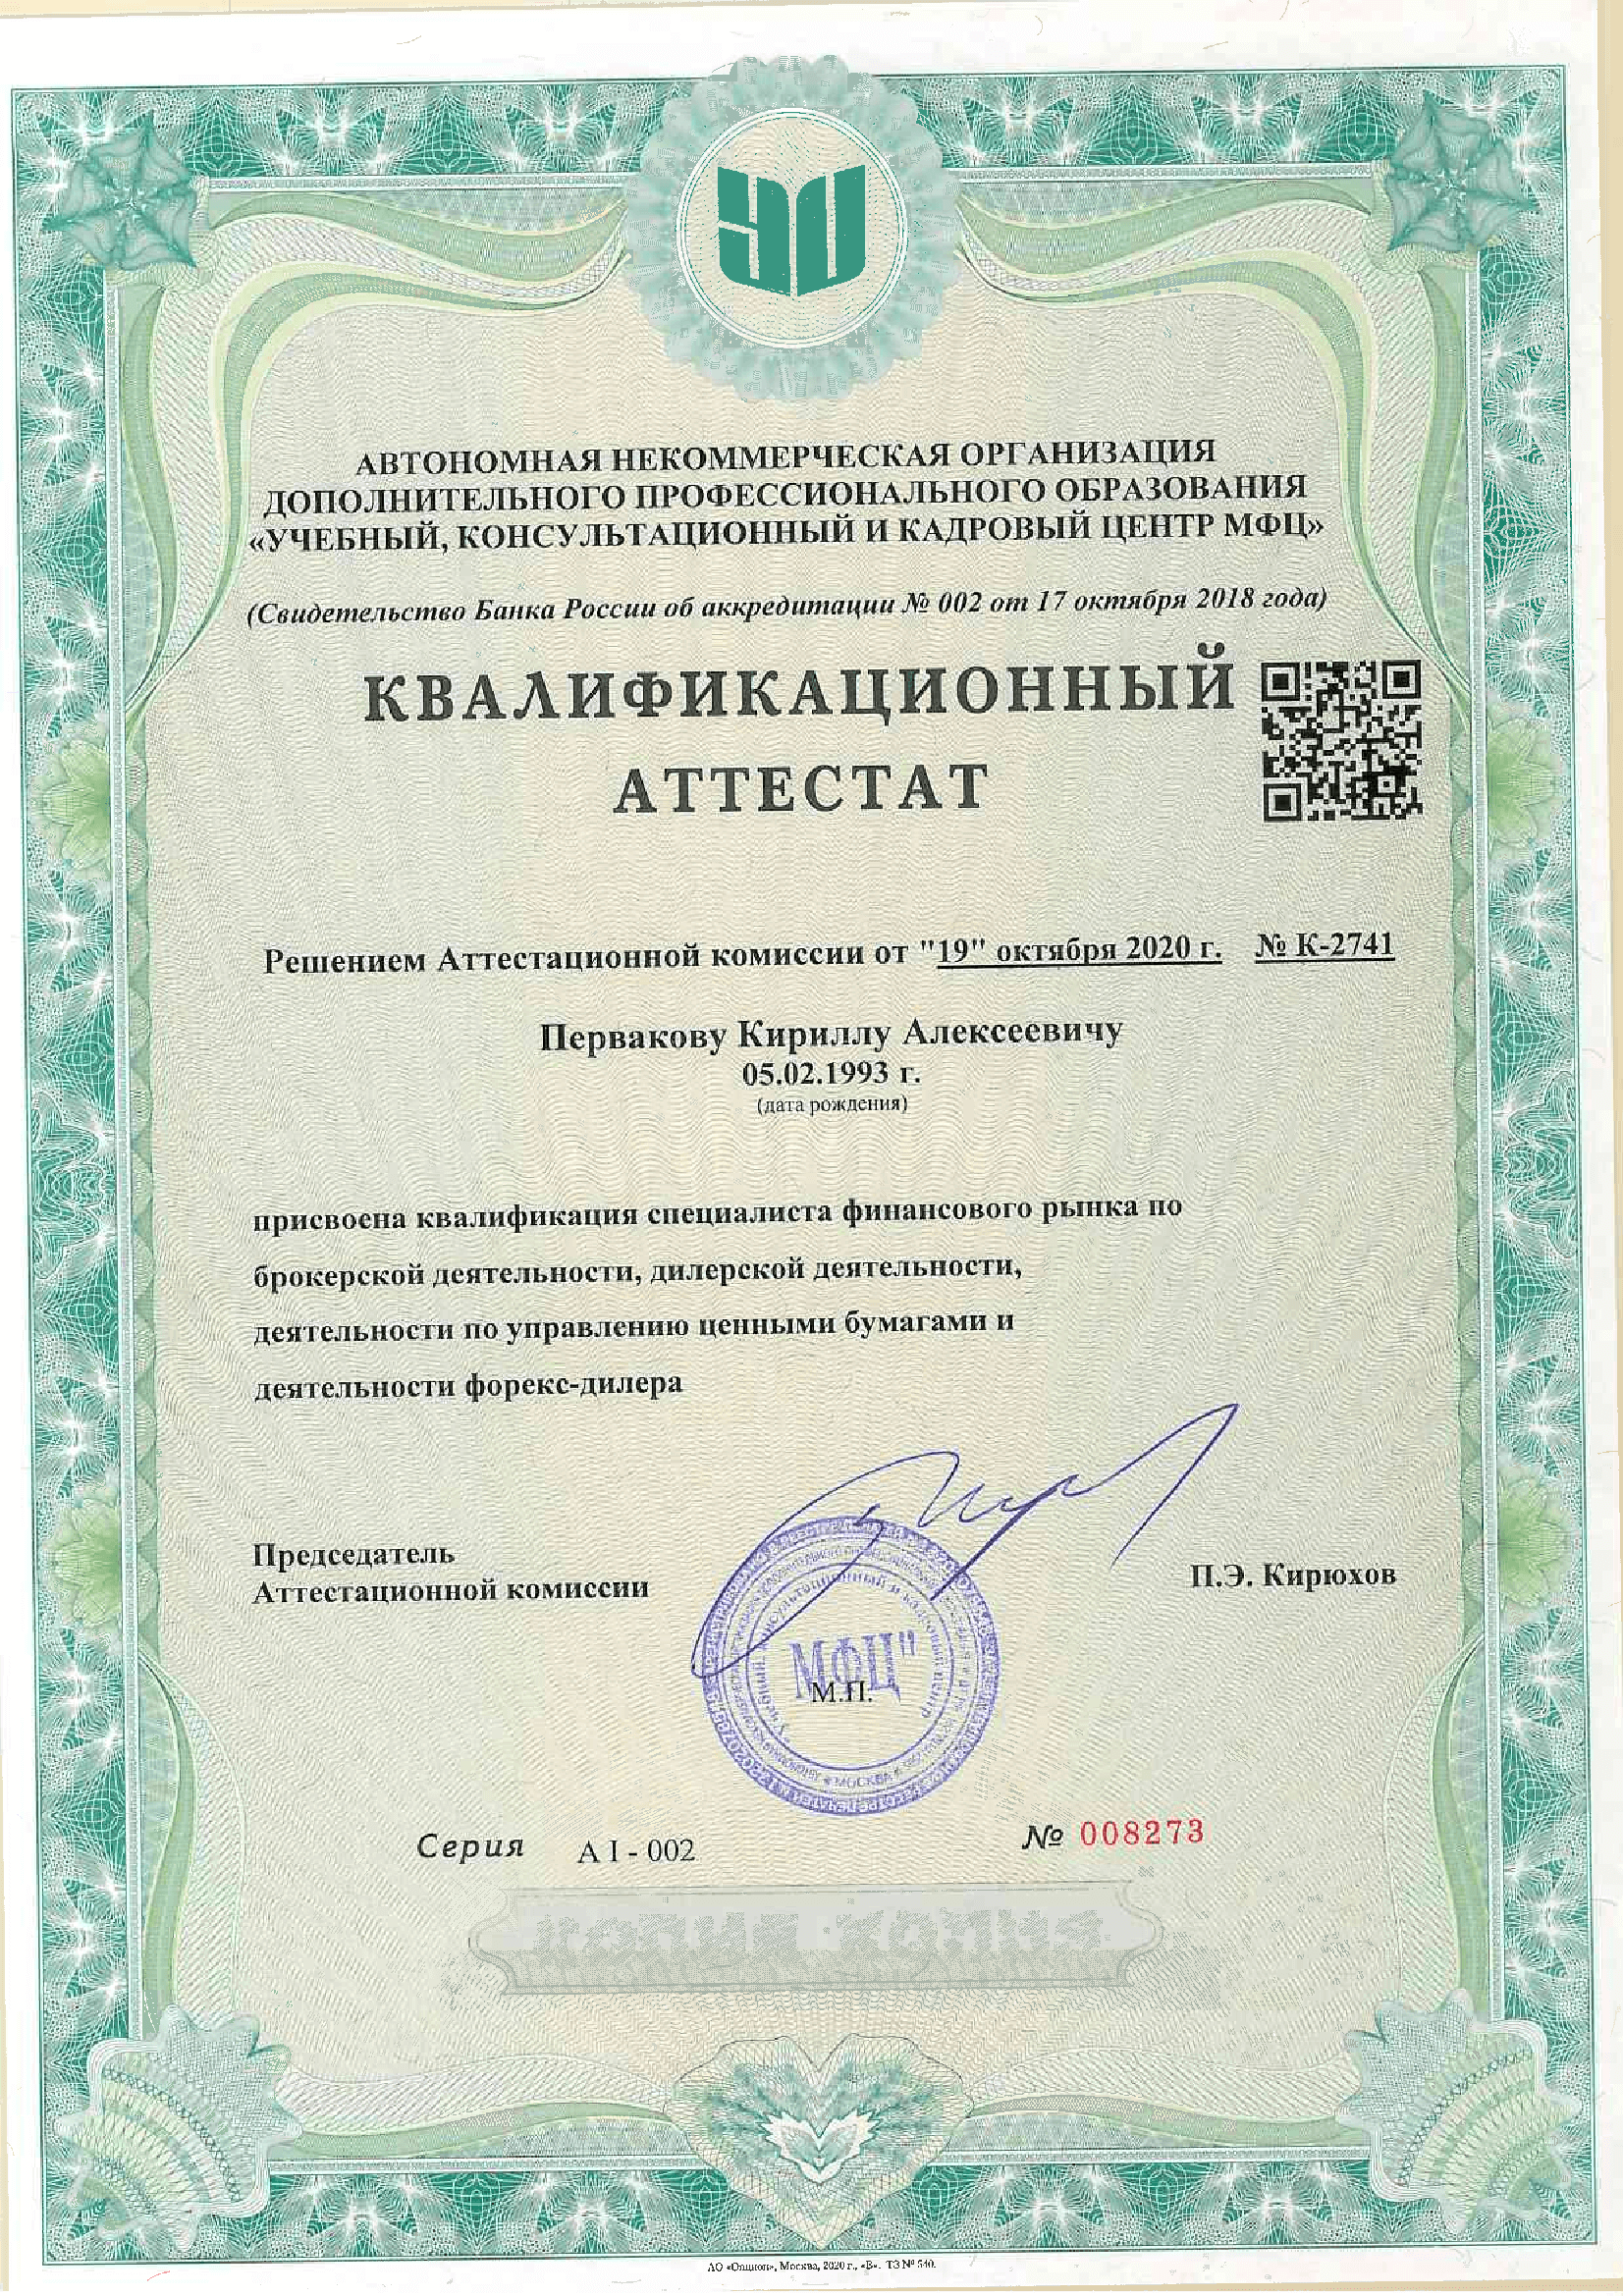 АВТОНОМНАЯ НЕКОММЕРЧЕСКАЯ ОРГАНИЗАЦИЯ
ДОПОЛНИТЕЛЬНОГО ПРОФЕССИОНАЛЬНОГО ОБРАЗОВАНИЯ
«УЧЕБНЫЙ, КОНСУЛЬТАЦИОННЫЙ И КАДРОВЫЙ ЦЕНТР МФЦ»
(Свидетельство Банка России об аккредитации № 002 от 17 октября 2018 года)
КВАЛИФИКАЦИОННЫЙ
АТТЕСТАТ
Решением Аттестационной комиссии от "19" октября 2020 г. № К-2741
Первакову Кириллу Алексеевичу
05.02.1993 г.
(дата рождения)
присвоена квалификация специалиста финансового рынка по
брокерской деятельности, дилерской деятельности,
деятельности по управлению ценными бумагами и
деятельности форекс-дилера
Председатель
Аттестационной комиссии
П.Э. Кирюхов
МФЦ"
М.П.
МОСКВА
Серия А I - 002
№ 008273
КОПИЯ КОПИЯ
АО «Опцион», Москва, 2020 г., «В». ТЗ № 540.